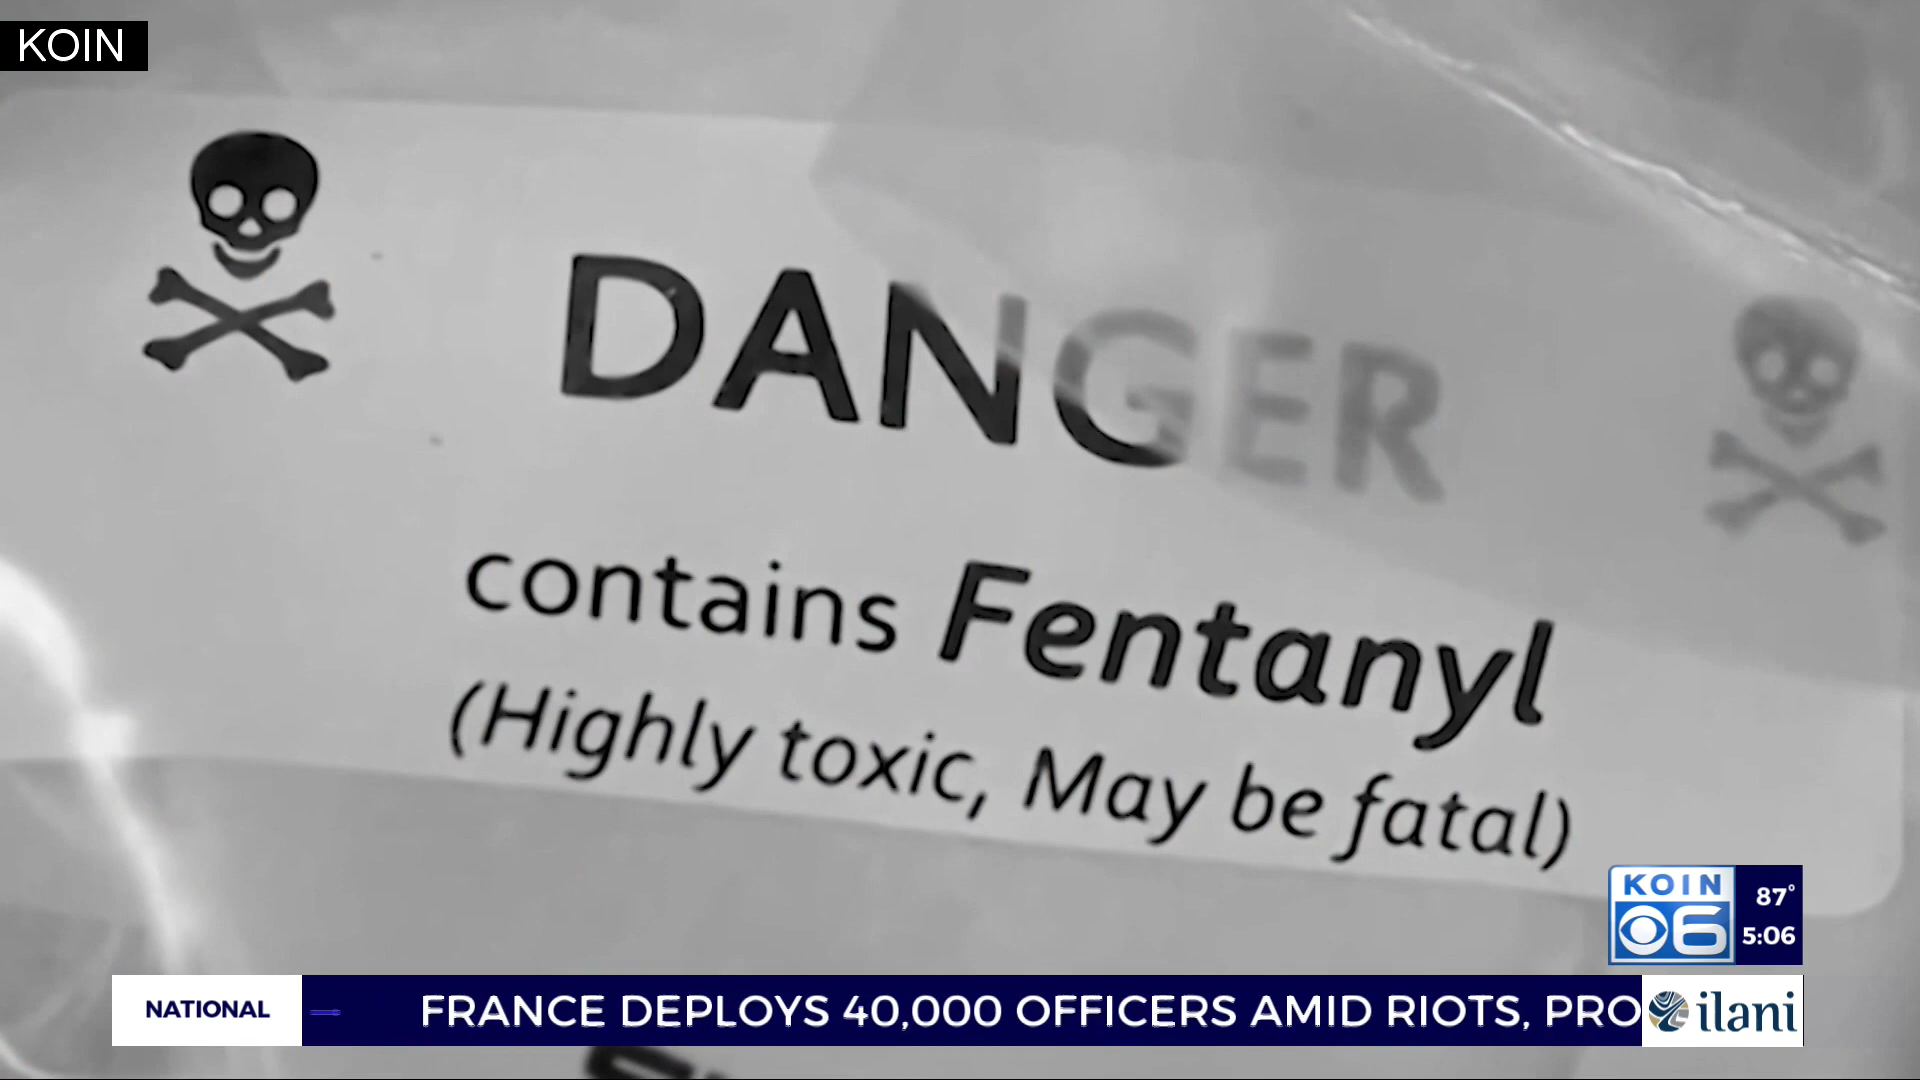 KOIN
DANGER
contains Fentanyl
(Highly toxic, May be fatal)
KOIN
6
87°
5:06
NATIONAL
FRANCE DEPLOYS 40,000 OFFICERS AMID RIOTS, PRO
ilani